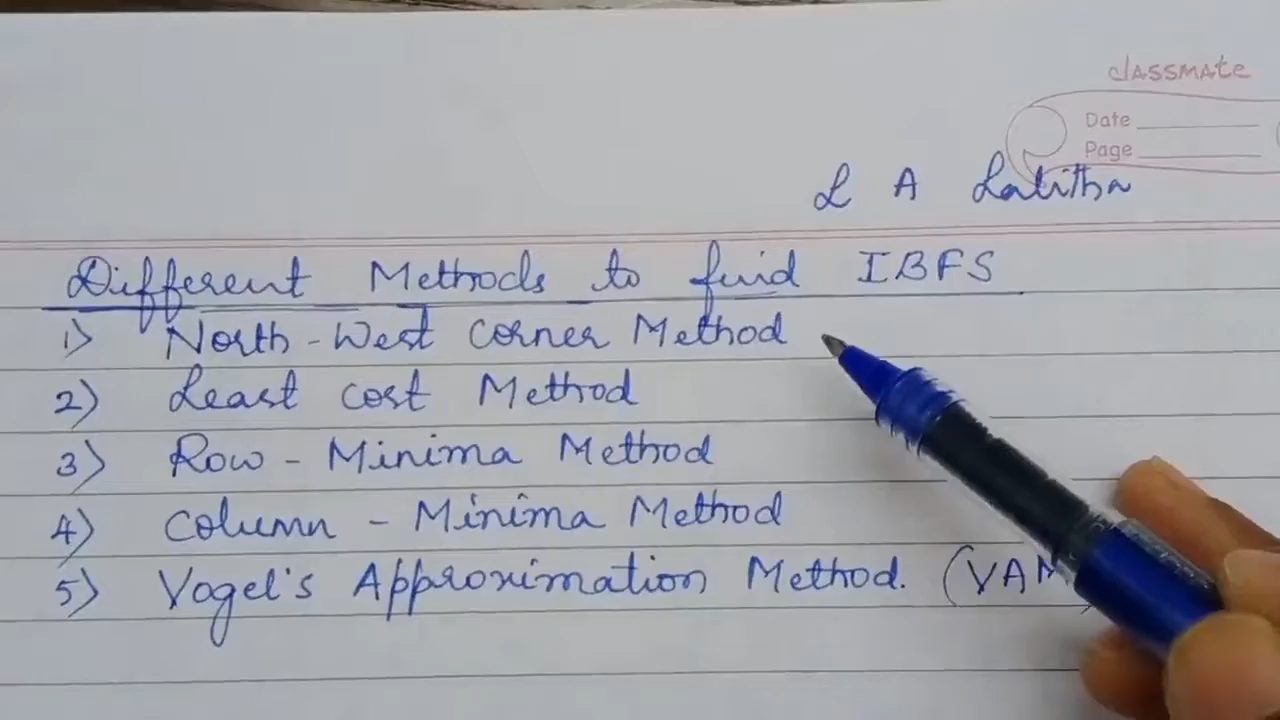 classmate
Date
Page
L A Lalitha
Different Methods to find IBFS
1) North-West Corner Method
2) Least cost Method
3) Row - Minima Method
4) Column - Minima Method
5) Vogel's Approximation Method. (VAM